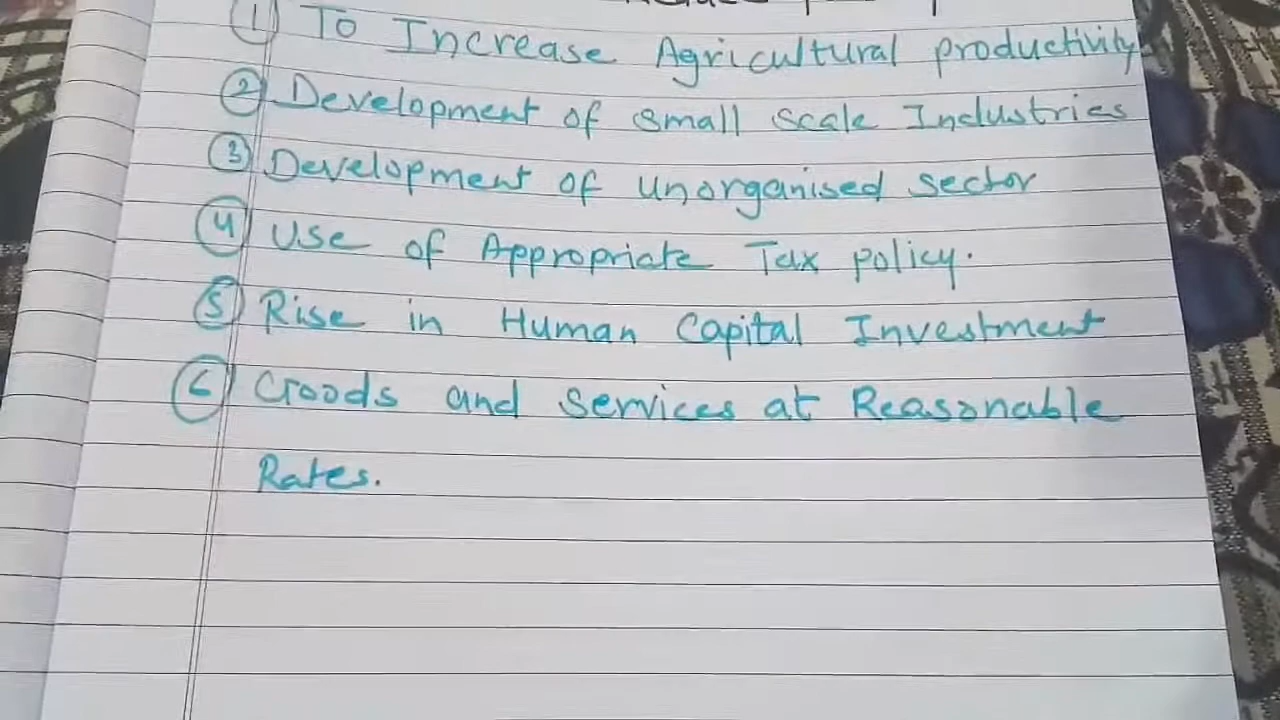 ① To Increase Agricultural productivity
② Development of small scale Industries
③ Development of unorganised sector
④ Use of Appropriate Tax policy.
⑤ Rise in Human Capital Investment
⑥ Goods and services at Reasonable
Rates.